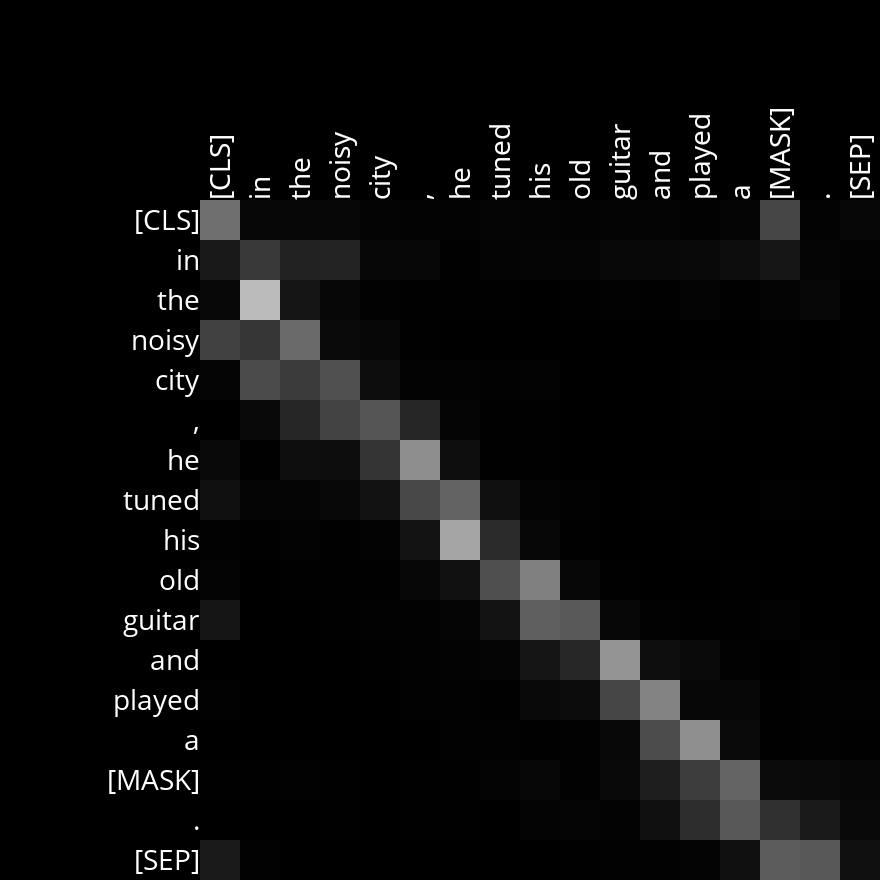 [CLS] in the noisy city , he tuned his old guitar and played a [MASK] . [SEP]
[CLS]
in
the
noisy
city
,
he
tuned
his
old
guitar
and
played
a
[MASK]
.
[SEP]